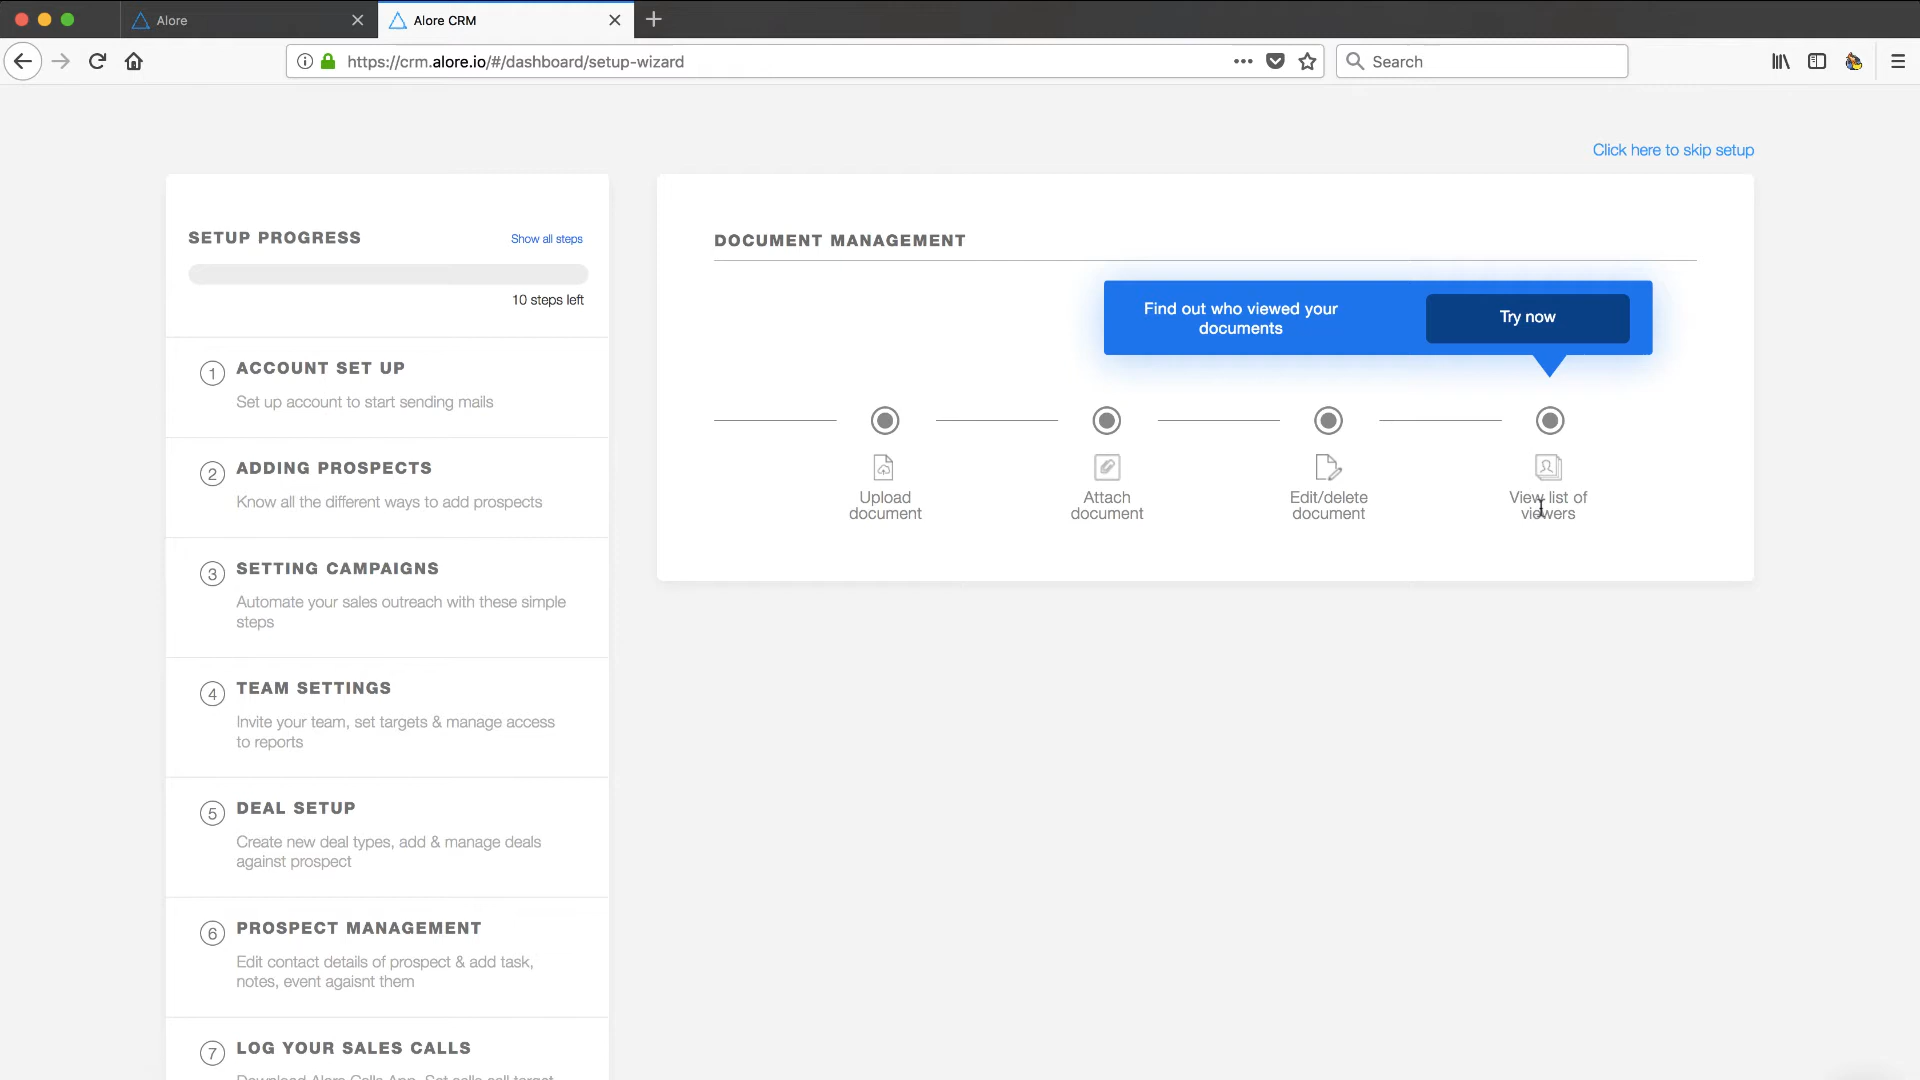 Alore
Alore CRM
https://crm.alore.io/#/dashboard/setup-wizard
Search
Click here to skip setup
SETUP PROGRESS
Show all steps
10 steps left
1
ACCOUNT SET UP
Set up account to start sending mails
2
ADDING PROSPECTS
Know all the different ways to add prospects
3
SETTING CAMPAIGNS
Automate your sales outreach with these simple
steps
4
TEAM SETTINGS
Invite your team, set targets & manage access
to reports
5
DEAL SETUP
Create new deal types, add & manage deals
against prospect
6
PROSPECT MANAGEMENT
Edit contact details of prospect & add task,
notes, event agaisnt them
7
LOG YOUR SALES CALLS
Download Alore Calls App, Set calls call target
DOCUMENT MANAGEMENT
Find out who viewed your
documents
Try now
Upload
document
Attach
document
Edit/delete
document
View list of
viewers